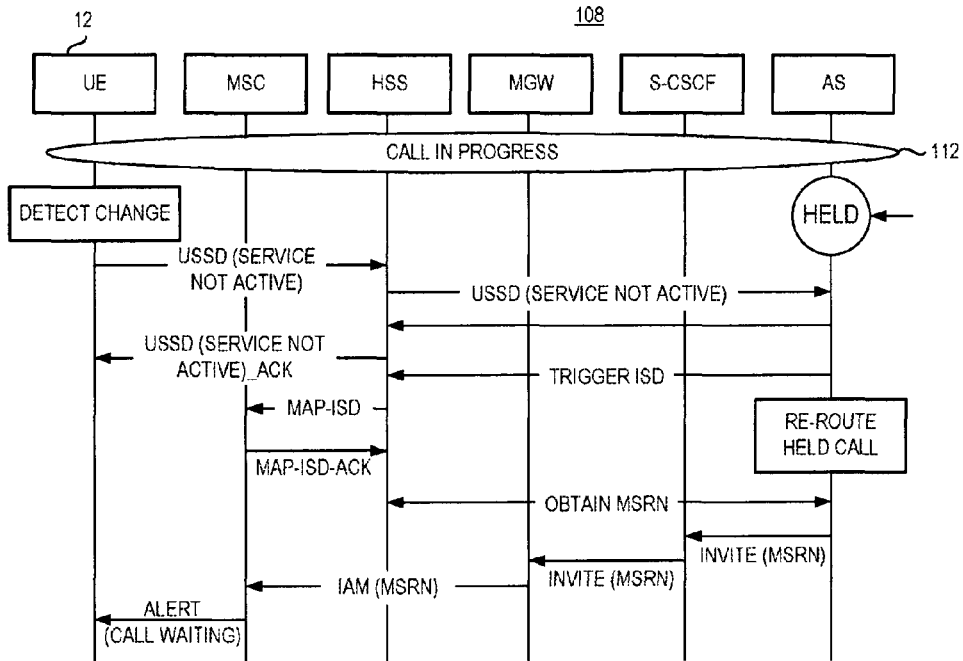 108
12
UE
MSC
HSS
MGW
S-CSCF
AS
CALL IN PROGRESS
112
DETECT CHANGE
HELD
USSD (SERVICE
NOT ACTIVE)
USSD (SERVICE NOT ACTIVE)
USSD (SERVICE NOT
ACTIVE)_ACK
TRIGGER ISD
MAP-ISD
RE-ROUTE
HELD CALL
MAP-ISD-ACK
OBTAIN MSRN
INVITE (MSRN)
INVITE (MSRN)
IAM (MSRN)
ALERT
(CALL WAITING)